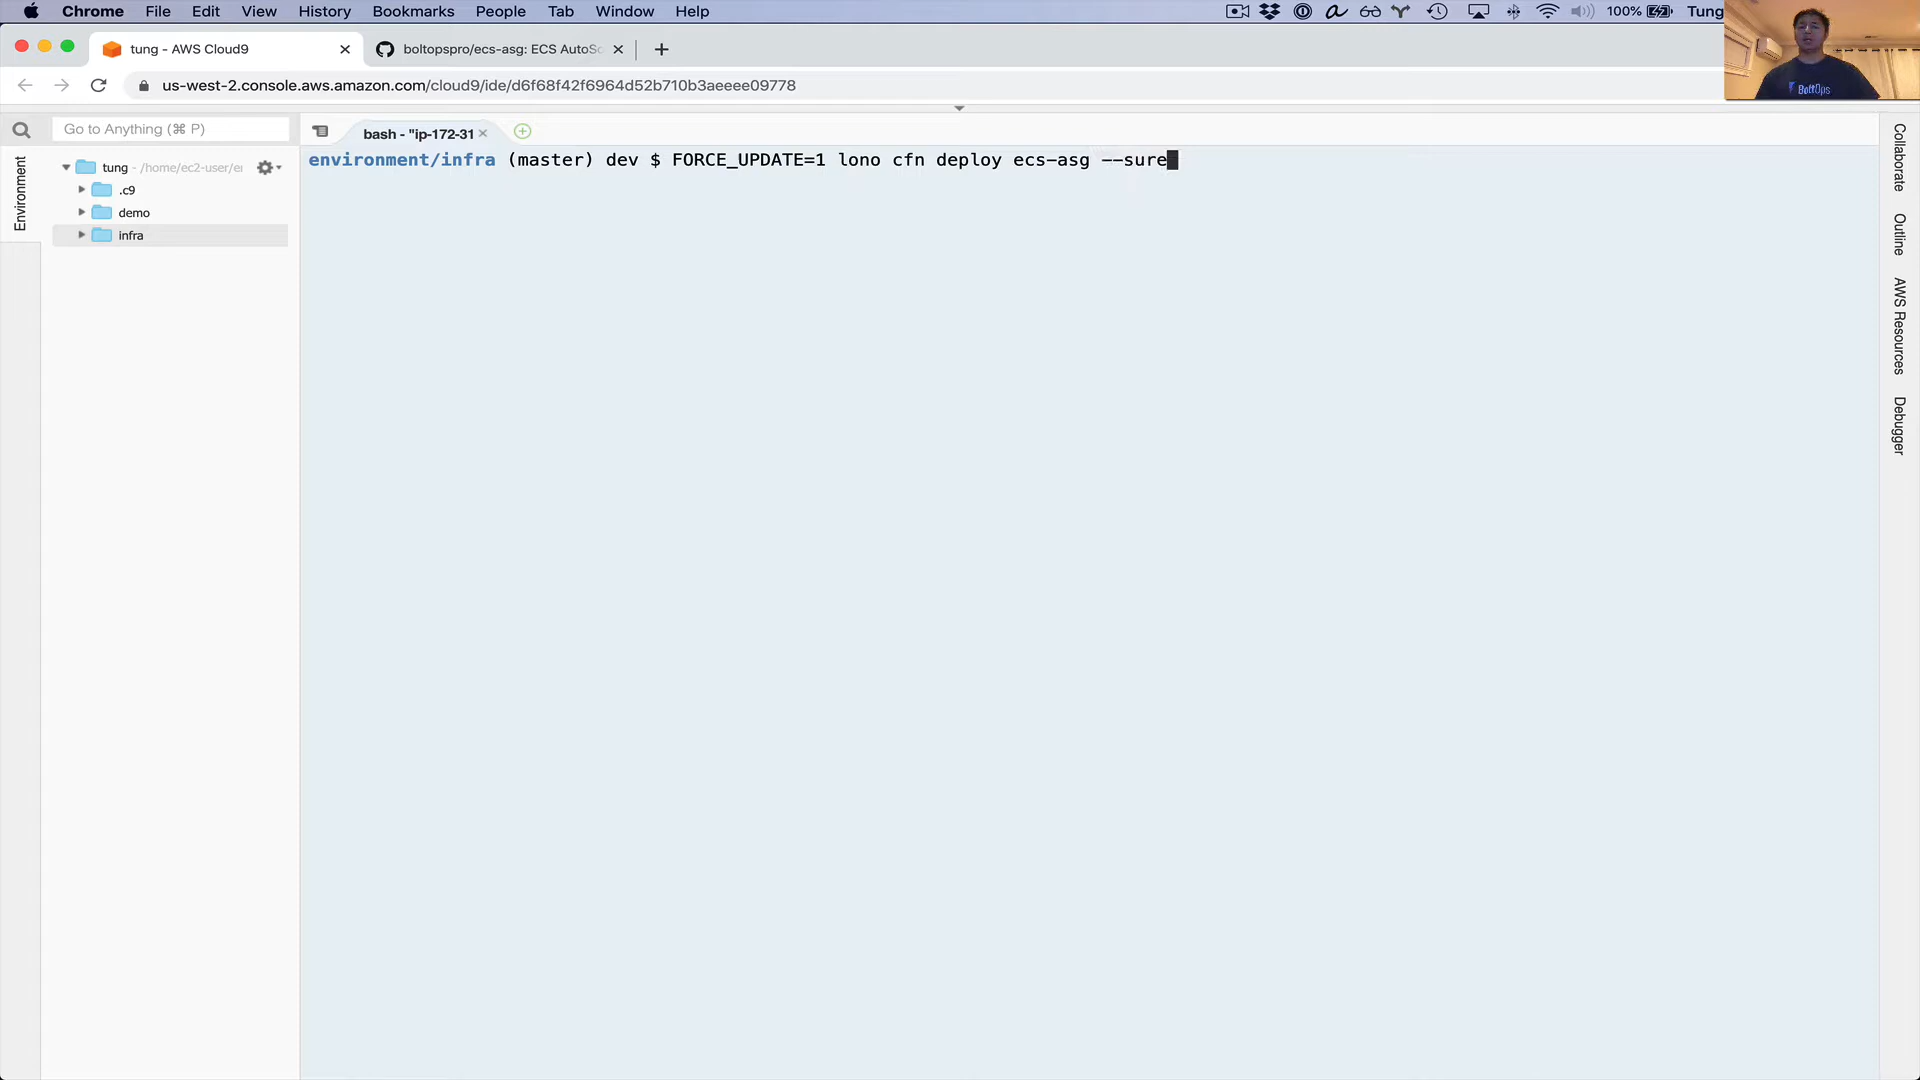 Chrome File Edit View History Bookmarks People Tab Window Help 100% Tung
tung - AWS Cloud9 boltopspro/ecs-asg: ECS AutoSc
us-west-2.console.aws.amazon.com/cloud9/ide/d6f68f42f6964d52b710b3aeeee09778
BoltOps
Go to Anything (⌘ P)
bash - "ip-172-31
environment/infra (master) dev $ FORCE_UPDATE=1 lono cfn deploy ecs-asg --sure
tung - /home/ec2-user/en
.c9
demo
infra
Environment
Collaborate
Outline
AWS Resources
Debugger